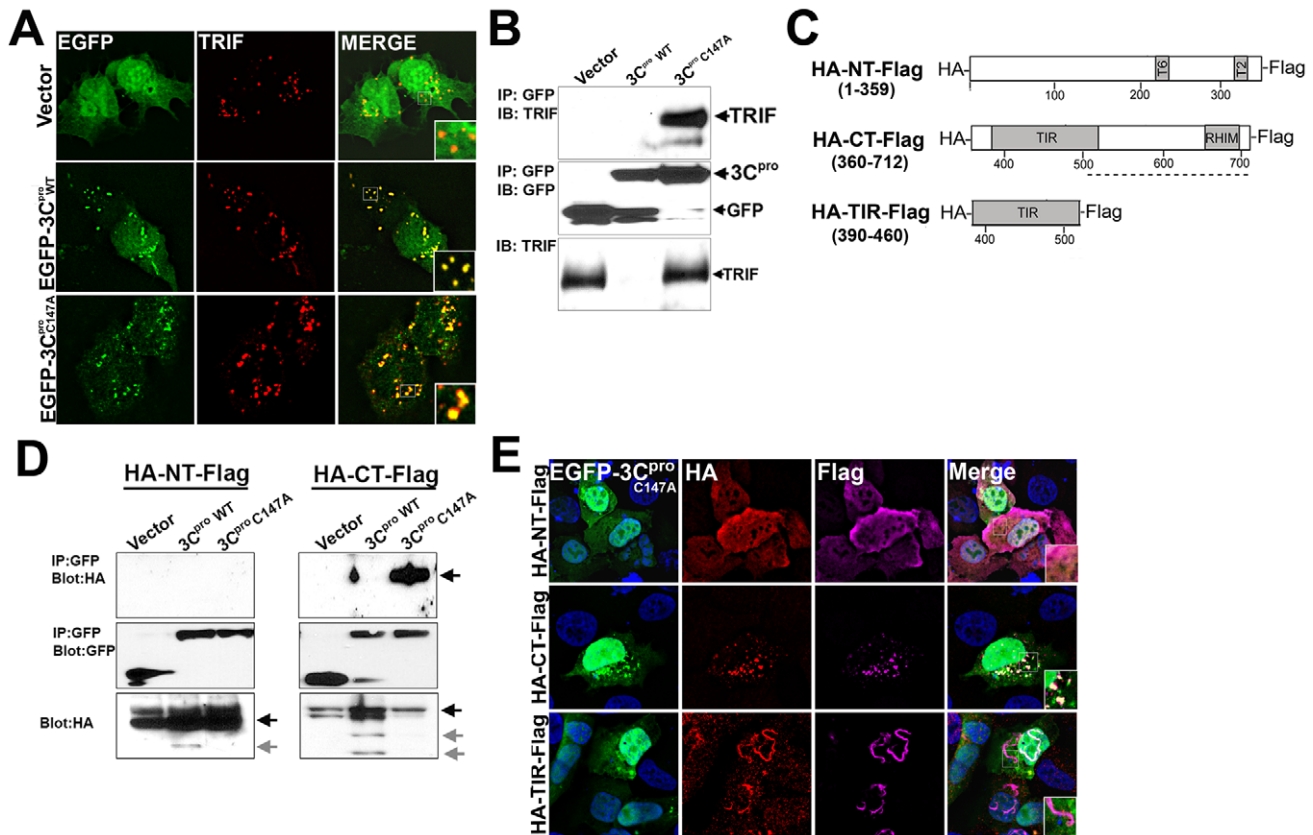 A
EGFP
TRIF
MERGE
Vector
EGFP-3CproWT
EGFP-3CproC147A
B
Vector
3Cpro WT
3Cpro C147A
IP: GFP
IB: TRIF
TRIF
IP: GFP
IB: GFP
3Cpro
GFP
IB: TRIF
TRIF
C
HA-NT-Flag
(1-359)
HA-
T6
T2
-Flag
100
200
300
HA-CT-Flag
(360-712)
HA-
TIR
RHIM
-Flag
400
500
600
700
HA-TIR-Flag
(390-460)
HA-
TIR
-Flag
400
500
D
HA-NT-Flag
HA-CT-Flag
Vector
3Cpro WT
3Cpro C147A
Vector
3Cpro WT
3Cpro C147A
IP:GFP
Blot:HA
IP:GFP
Blot:GFP
Blot:HA
E
EGFP-3Cpro
C147A
HA
Flag
Merge
HA-NT-Flag
HA-CT-Flag
HA-TIR-Flag